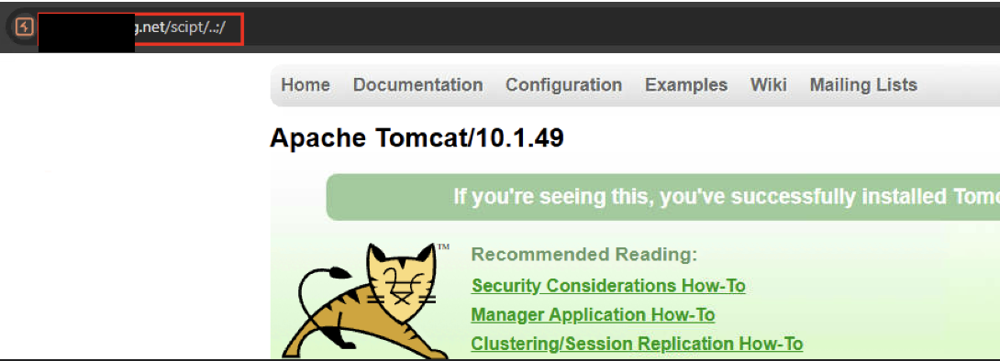 g.net/scipt/..;/
Home Documentation Configuration Examples Wiki Mailing Lists
Apache Tomcat/10.1.49
If you're seeing this, you've successfully installed
TM
Recommended Reading:
Security Considerations How-To
Manager Application How-To
Clustering/Session Replication How-To